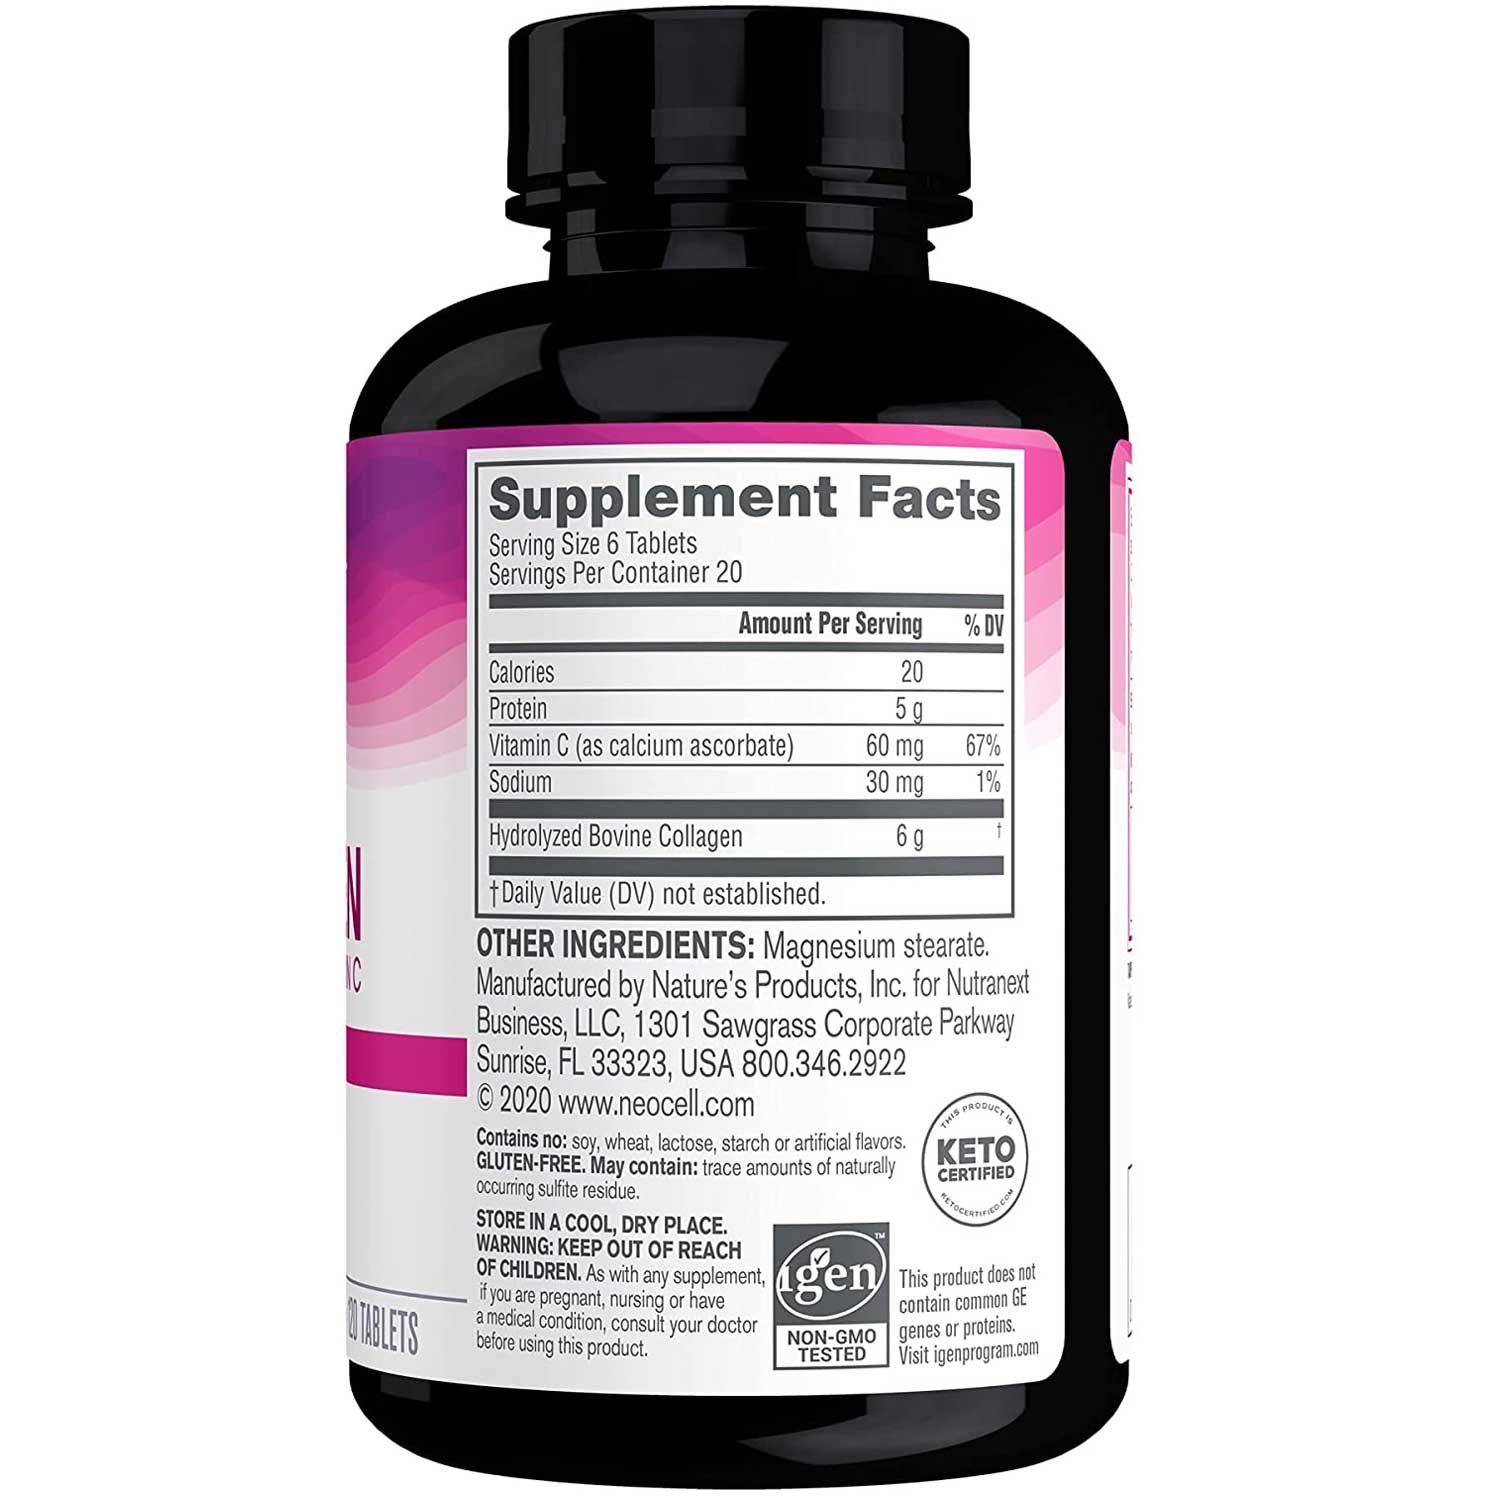 Supplement Facts
Serving Size 6 Tablets
Servings Per Container 20
Amount Per Serving % DV
Calories 20
Protein 5 g
Vitamin C (as calcium ascorbate) 60 mg 67%
Sodium 30 mg 1%
Hydrolyzed Bovine Collagen 6 g †
†Daily Value (DV) not established.
OTHER INGREDIENTS: Magnesium stearate.
Manufactured by Nature's Products, Inc. for Nutranext
Business, LLC, 1301 Sawgrass Corporate Parkway
Sunrise, FL 33323, USA 800.346.2922
© 2020 www.neocell.com
Contains no: soy, wheat, lactose, starch or artificial flavors.
GLUTEN-FREE. May contain: trace amounts of naturally
occurring sulfite residue.
THIS PRODUCT IS
KETO
CERTIFIED
KETOCERTIFIED.COM
STORE IN A COOL, DRY PLACE.
WARNING: KEEP OUT OF REACH
OF CHILDREN. As with any supplement,
if you are pregnant, nursing or have
a medical condition, consult your doctor
before using this product.
igen™
NON-GMO
TESTED
This product does not
contain common GE
genes or proteins.
Visit igenprogram.com
EN
IN C
120 TABLETS